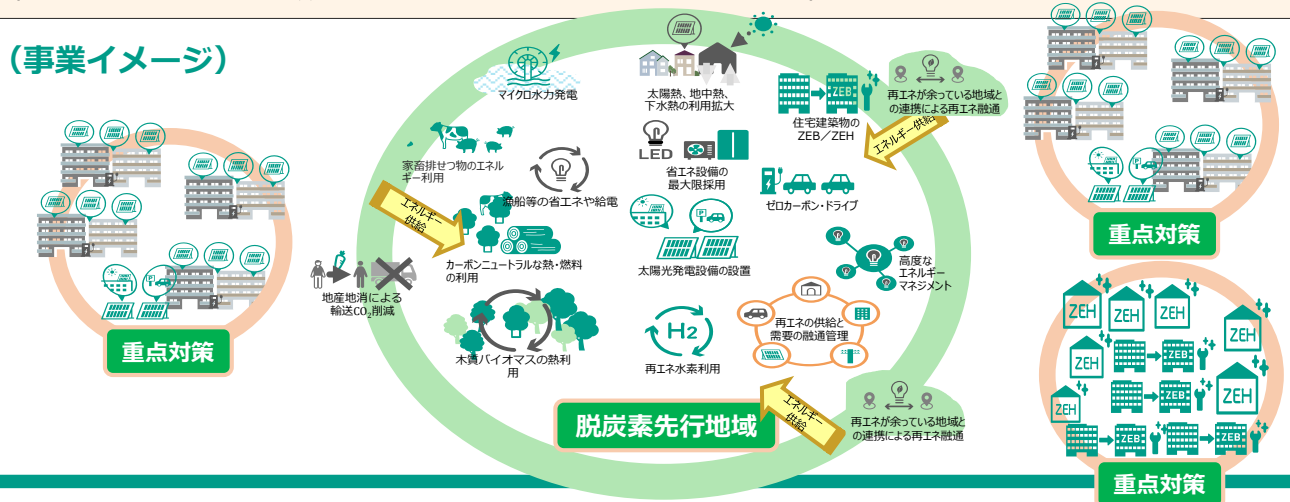 （事業イメージ）
マイクロ水力発電
太陽熱、地中熱、
下水熱の利用拡大
ZEB
住宅建築物の
ZEB／ZEH
再エネが余っている地域と
の連携による再エネ融通
エネルギー供給
家畜排せつ物のエネル
ギー利用
漁船等の省エネや給電
LED
省エネ設備の
最大限採用
ゼロカーボン・ドライブ
エネルギー
供給
カーボンニュートラルな熱・燃料
の利用
P
太陽光発電設備の設置
高度な
エネルギー
マネジメント
地産地消による
輸送CO₂削減
木質バイオマスの熱利
用
H2
再エネ水素利用
再エネの供給と
需要の融通管理
エネルギー
供給
再エネが余っている地域と
の連携による再エネ融通
脱炭素先行地域
P
重点対策
P
重点対策
ZEH
ZEH
ZEH
ZEH
ZEH
ZEB
ZEH
ZEB
ZEH
ZEB
ZEB
重点対策